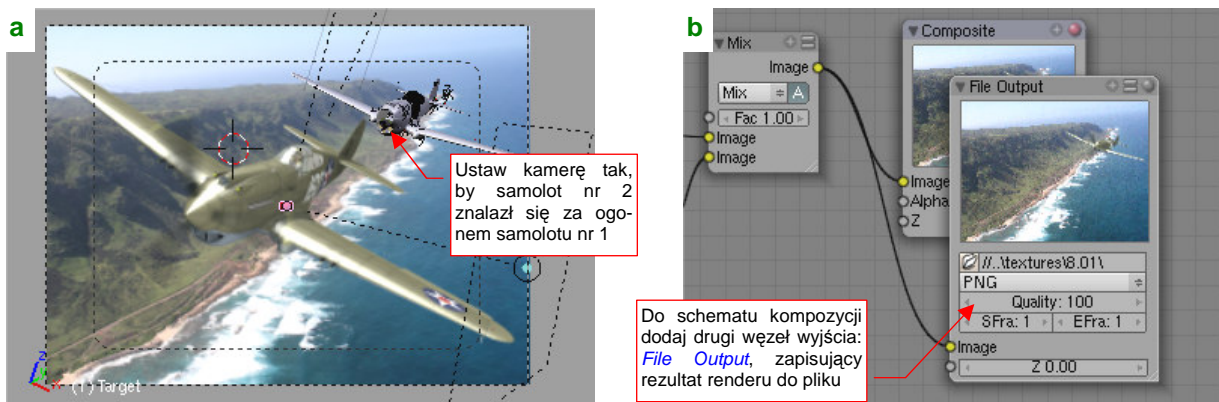 a
Ustaw kamerę tak,
by samolot nr 2
znalazł się za ogo-
nem samolotu nr 1
(1) Target
b
Mix
Image
Mix
A
Fac 1.00
Image
Image
Composite
Image
Alpha
Z
File Output
//..\textures\8.01\
PNG
Quality: 100
SFra: 1
EFra: 1
Image
Z 0.00
Do schematu kompozycji
dodaj drugi węzeł wyjścia:
File Output, zapisujący
rezultat renderu do pliku